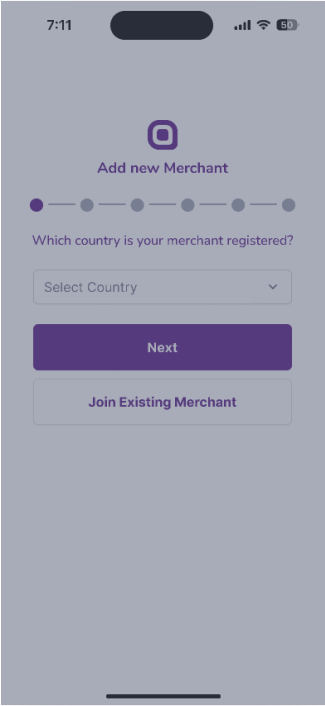 7:11
50
Add new Merchant
Which country is your merchant registered?
Select Country
Next
Join Existing Merchant